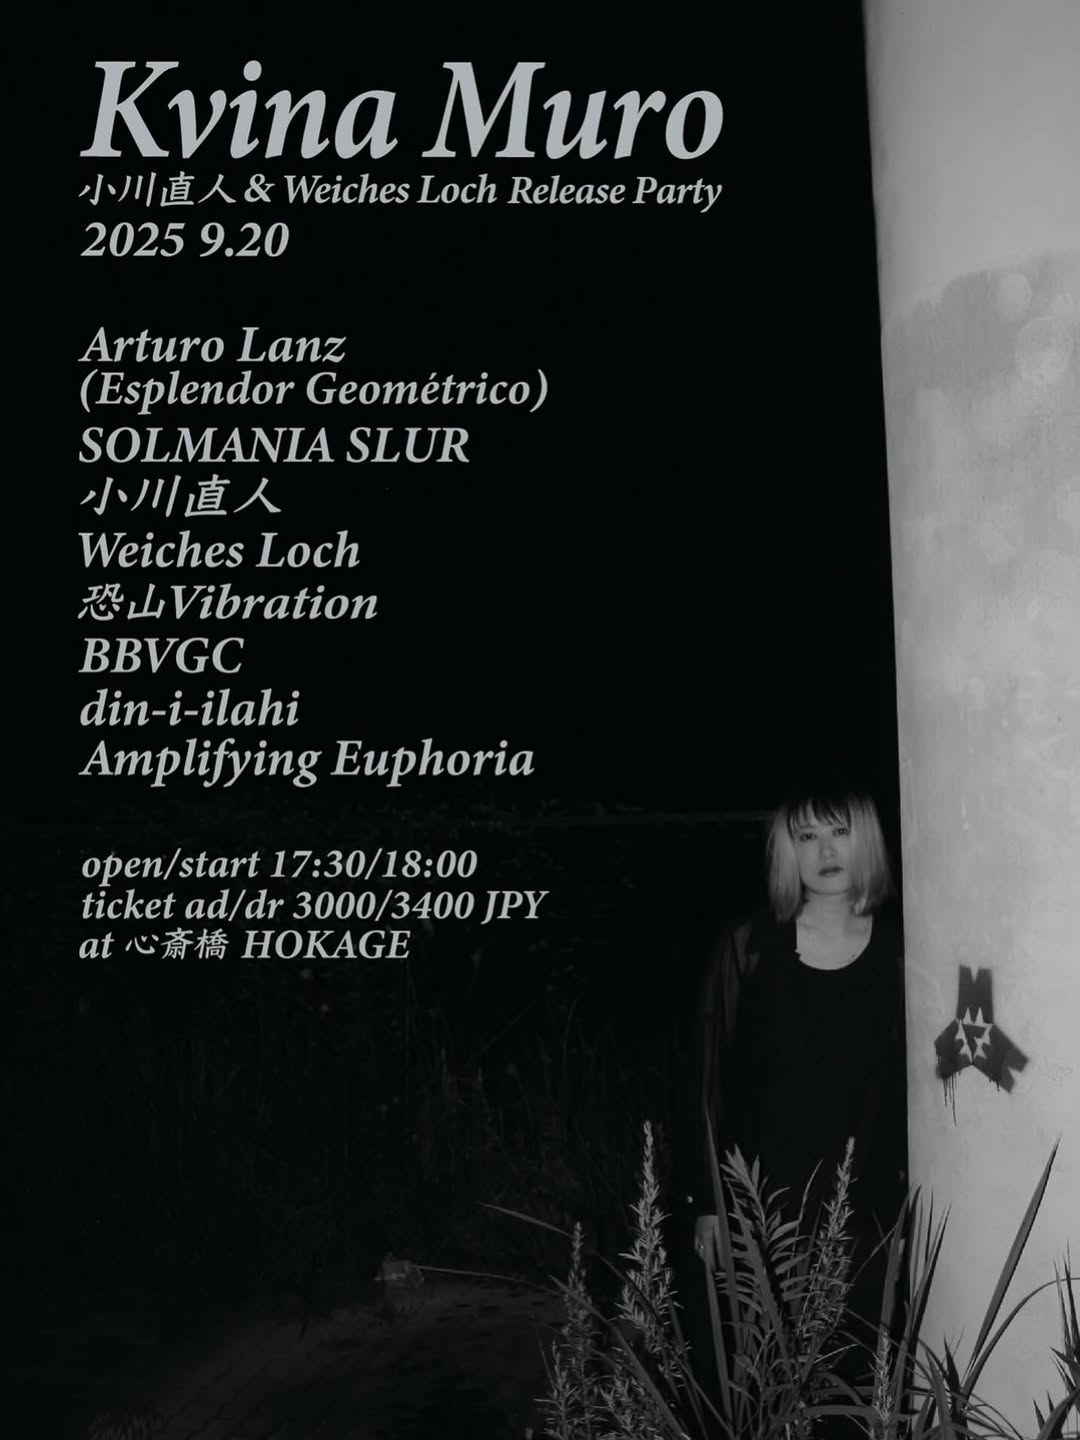 Kvina Muro
小川直人 & Weiches Loch Release Party
2025 9.20
Arturo Lanz
(Esplendor Geométrico)
SOLMANIA SLUR
小川直人
Weiches Loch
恐山Vibration
BBVGC
din-i-ilahi
Amplifying Euphoria
open/start 17:30/18:00
ticket ad/dr 3000/3400 JPY
at 心斎橋 HOKAGE